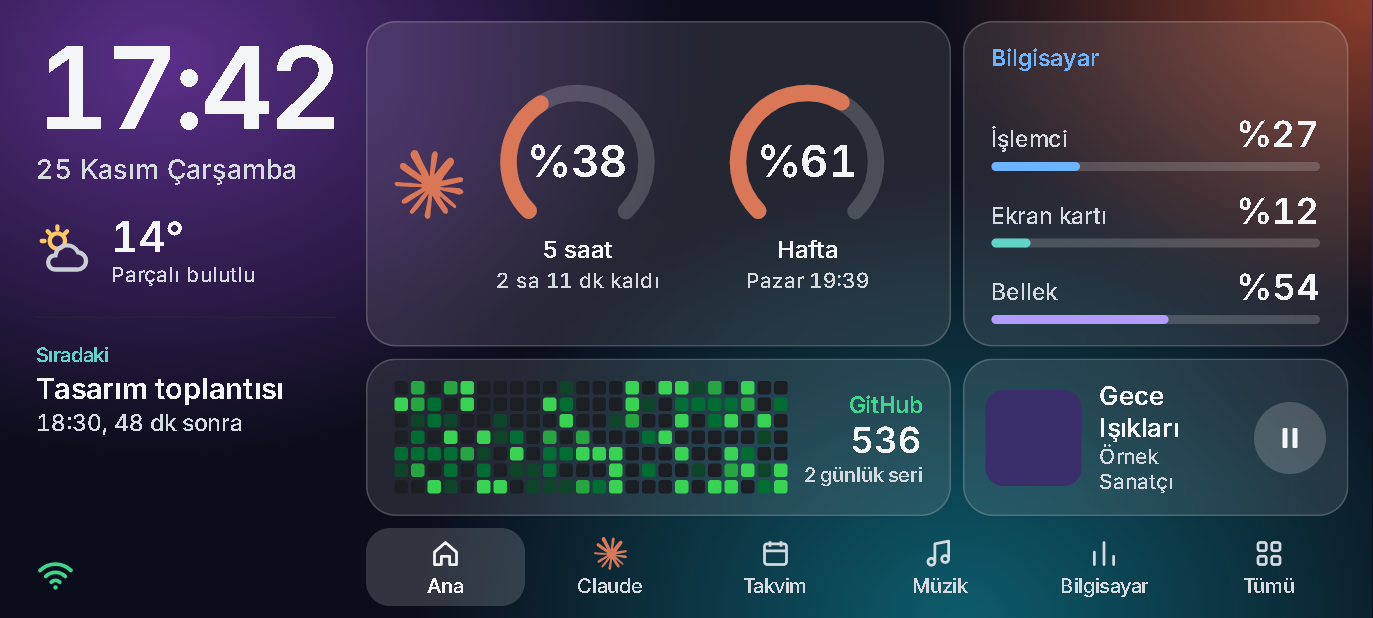 17:42
25 Kasım Çarşamba
14°
Parçalı bulutlu
Sıradaki
Tasarım toplantısı
18:30, 48 dk sonra
%38
5 saat
2 sa 11 dk kaldı
%61
Hafta
Pazar 19:39
Bilgisayar
İşlemci %27
Ekran kartı %12
Bellek %54
GitHub
536
2 günlük seri
Gece
Işıkları
Örnek
Sanatçı
Ana
Claude
Takvim
Müzik
Bilgisayar
Tümü